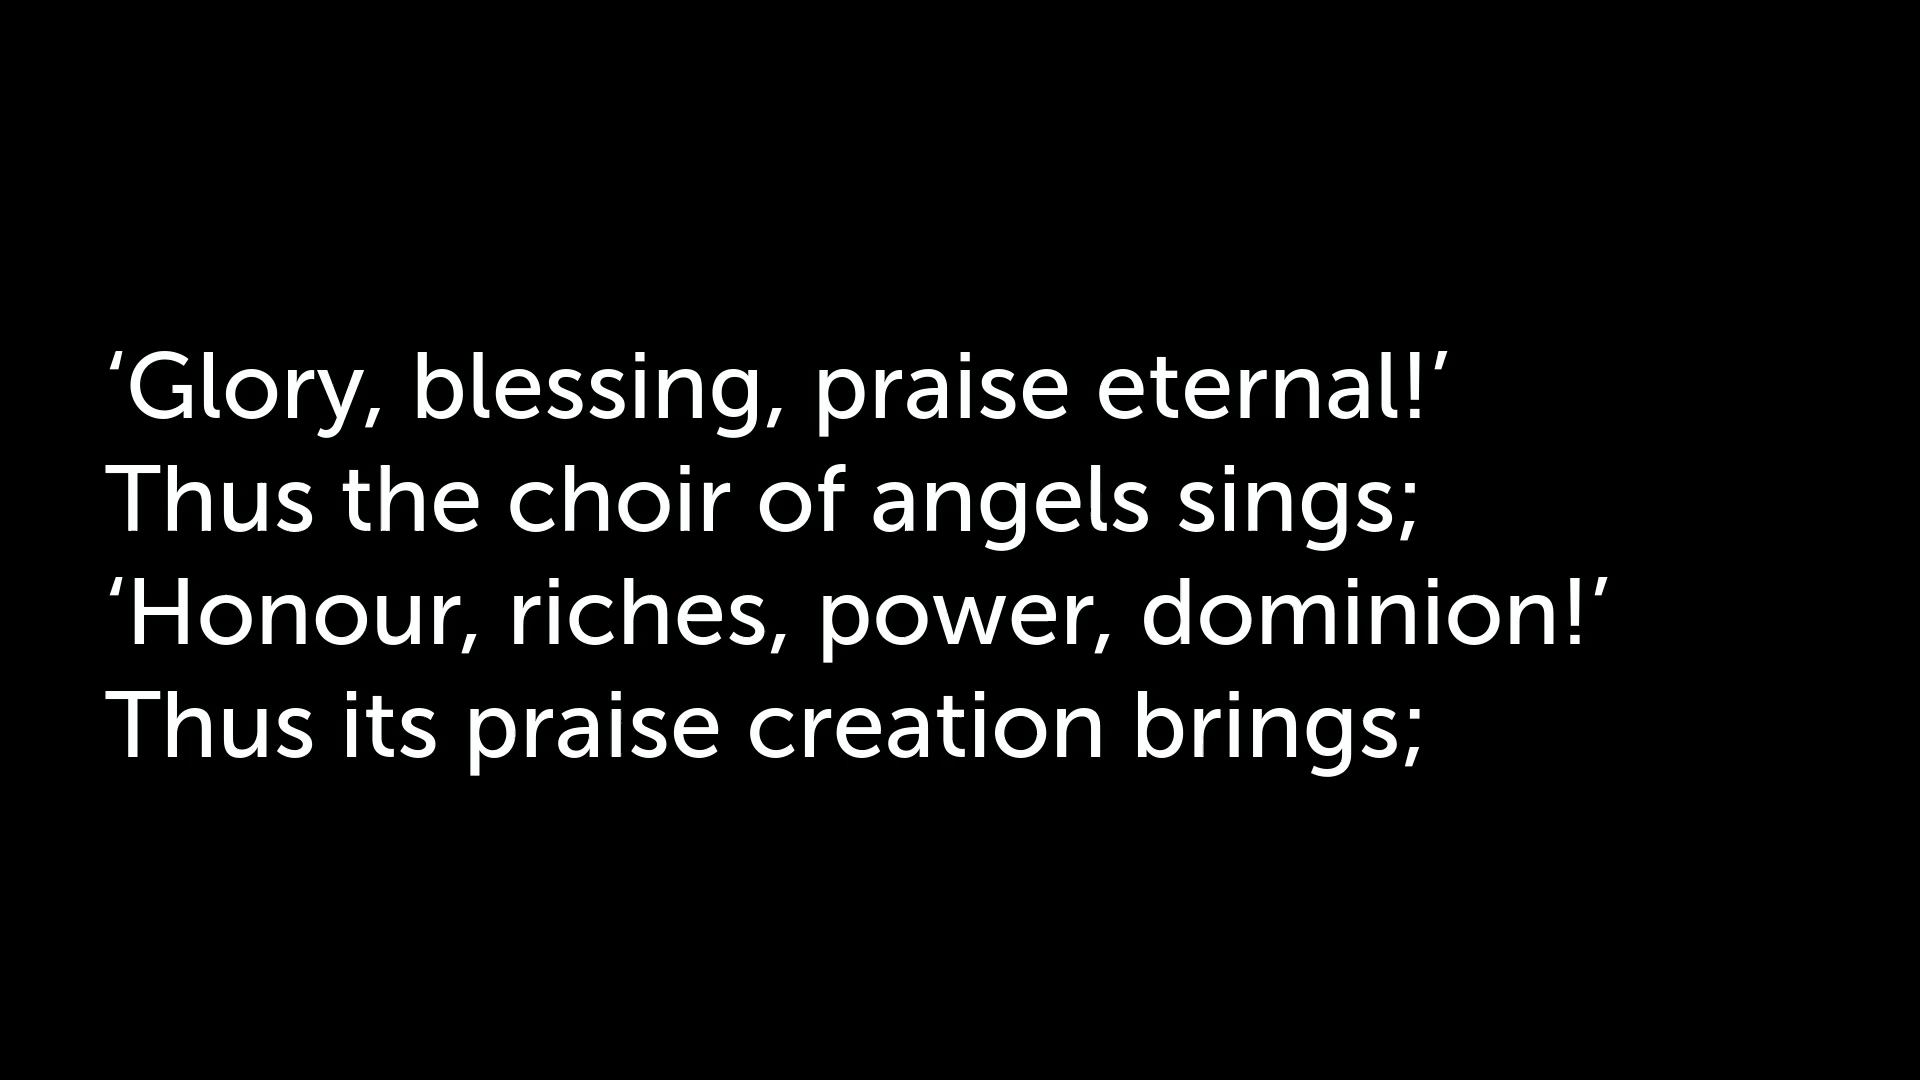 ‘Glory, blessing, praise eternal!’
Thus the choir of angels sings;
‘Honour, riches, power, dominion!’
Thus its praise creation brings;